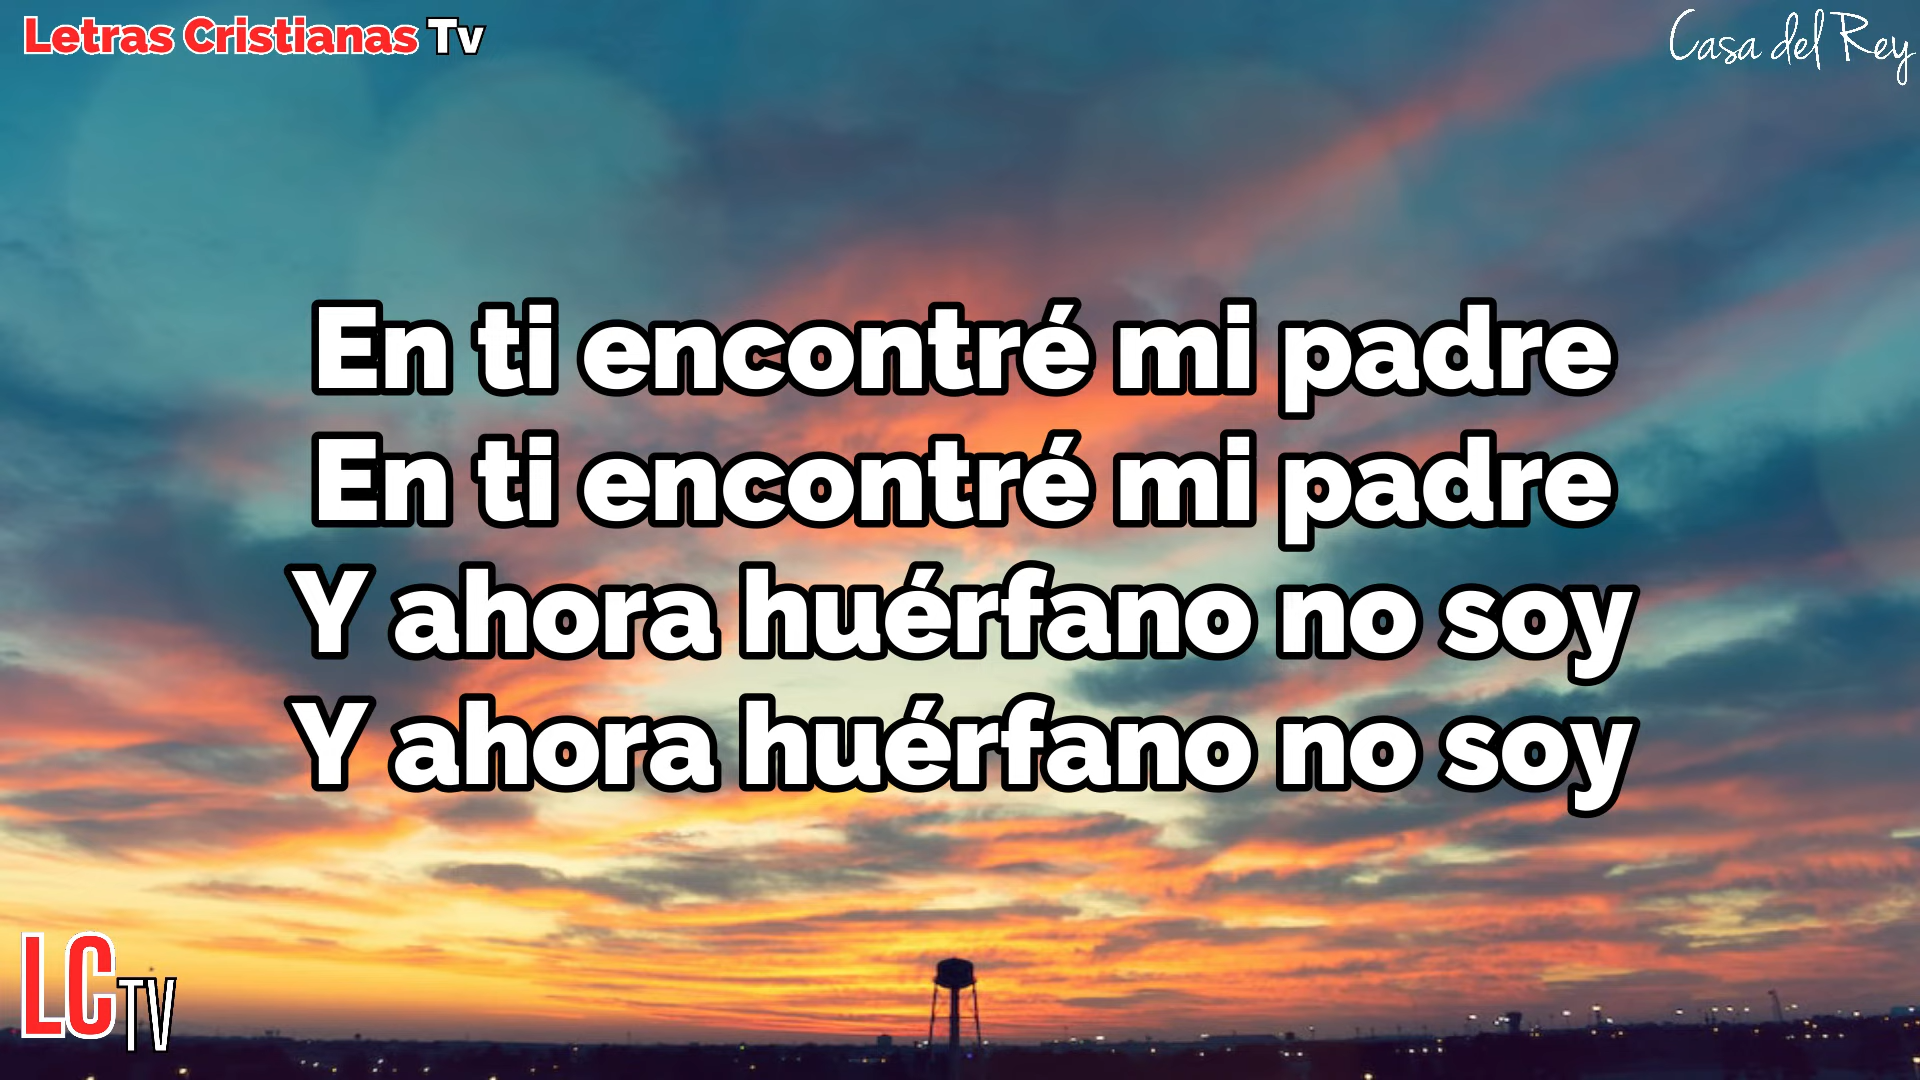 Letras Cristianas Tv
Casa del Rey
En ti encontré mi padre
En ti encontré mi padre
Y ahora huérfano no soy
Y ahora huérfano no soy
LC TV